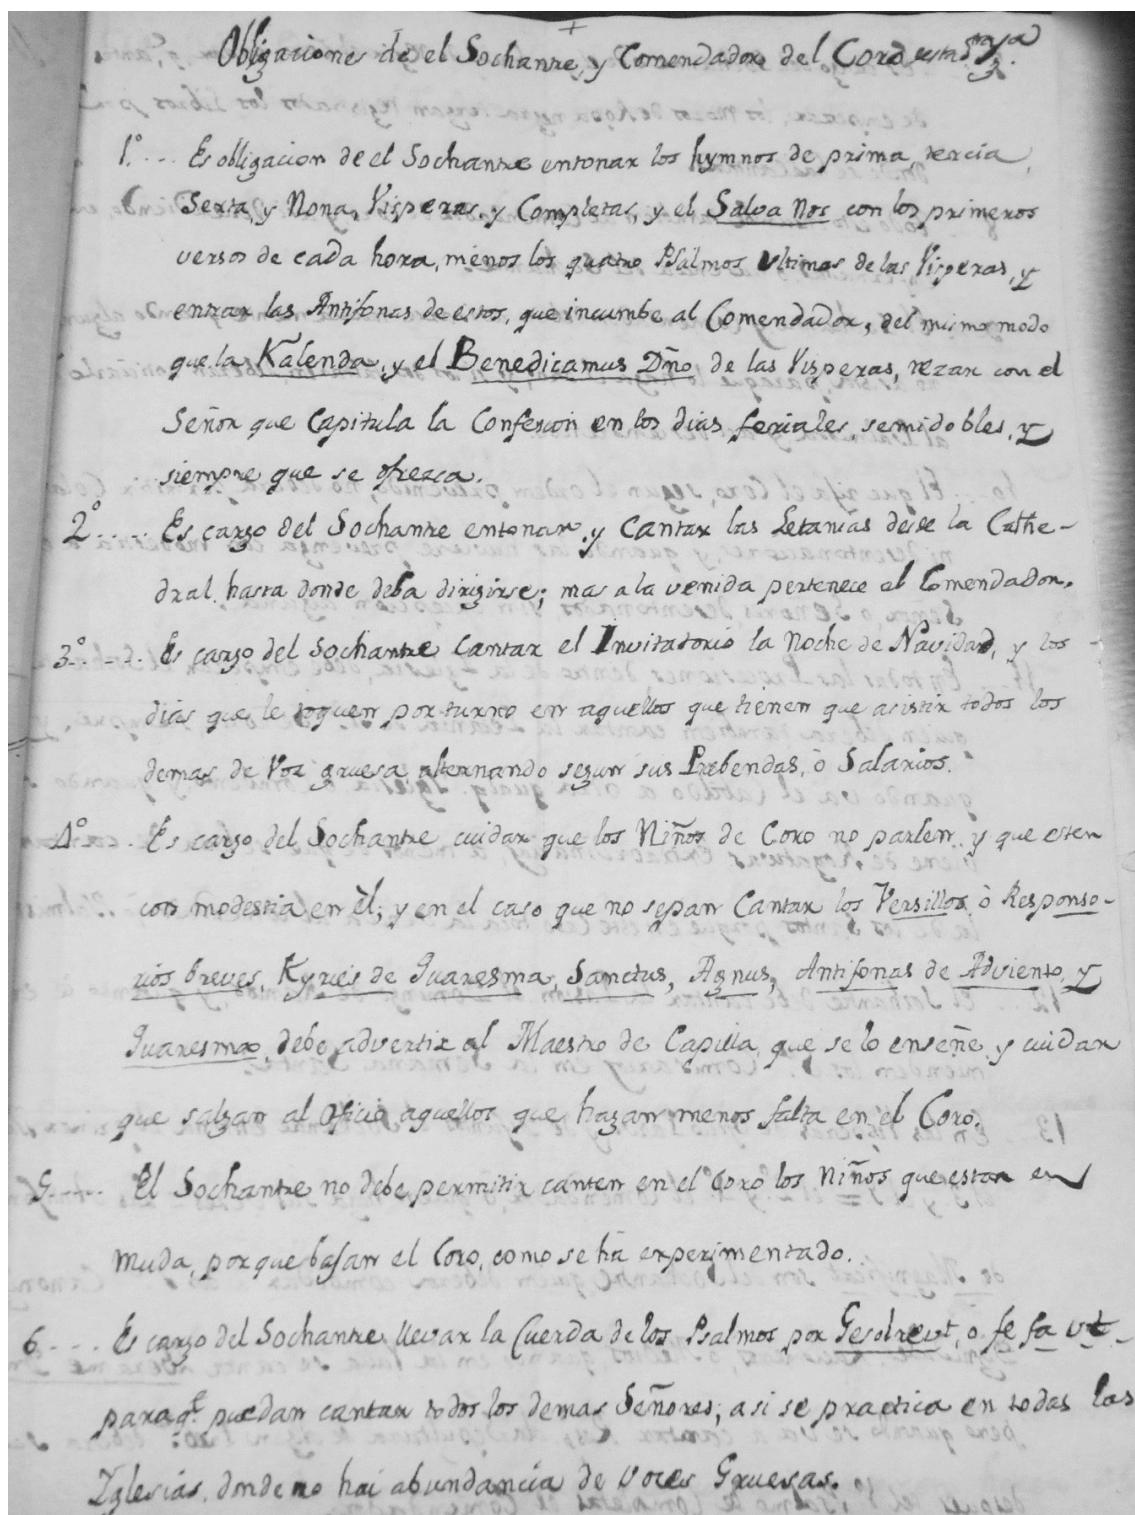 +
Obligaciones de el Sochantre, y Comendador del Coro
1º... Es obligacion de el Sochantre entonar los hymnos de prima, tercia,
Sexta, y Nona, Visperas, y Completas, y el Salva Nos con los primeros
versos de cada hora, menos los quatro Psalmos ultimos de las Visperas, y
entrar las Antifonas de estos, que incumbe al Comendador, del mismo modo
que la Kalenda, y el Benedicamus Dño de las Visperas, rezar con el
Señor que Capitula la Confesion en los dias feriales, semidobles, y
siempre que se ofrezca.
2º..... Es cargo del Sochantre entonar, y Cantar las Letanias desde la Cathe-
dral hasta donde deba dirigirse; mas a la venida pertenece al Comendador.
3º..... Es cargo del Sochantre Cantar el Invitatorio la Noche de Navidad, y los
dias que le toquen por turno en aquellos que tienen que asistir todos los
demas de Voz gruesa alternando segun sus Prebendas, ò Salarios.
4º... Es cargo del Sochantre cuidar que los Niños de Coro no parlen, y que esten
con modestia en èl; y en el caso que no sepan Cantar los Versillos, ò Responso-
rios breves, Kyries de Quaresma, Sanctus, Agnus, Antifonas de Adviento, y
Quaresma, debe advertir al Maestro de Capilla, que se lo enseñe, y cuidar
que salgan al Oficio aquellos que hagan menos falta en el Coro.
5..... El Sochantre no debe permitir canten en el Coro los Niños que estan en
muda, porque bajan el Coro, como se ha experimentado.
6.... Es cargo del Sochantre llevar la Cuerda de los Psalmos por Gesolreut, o fe fa ut
para q.e puedan cantar todos los demas Señores; asi se practica en todas las
Yglesias, donde no hai abundancia de Voces Gruesas.